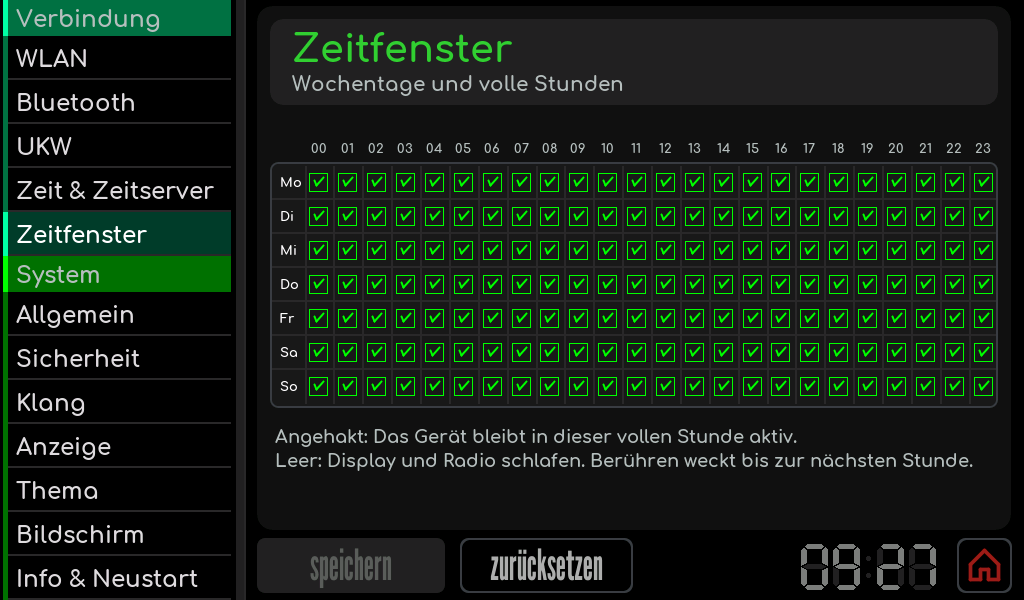 Verbindung
WLAN
Bluetooth
UKW
Zeit & Zeitserver
Zeitfenster
System
Allgemein
Sicherheit
Klang
Anzeige
Thema
Bildschirm
Info & Neustart
Zeitfenster
Wochentage und volle Stunden
00 01 02 03 04 05 06 07 08 09 10 11 12 13 14 15 16 17 18 19 20 21 22 23
Mo
Di
Mi
Do
Fr
Sa
So
Angehakt: Das Gerät bleibt in dieser vollen Stunde aktiv.
Leer: Display und Radio schlafen. Berühren weckt bis zur nächsten Stunde.
speichern zurücksetzen 09:27